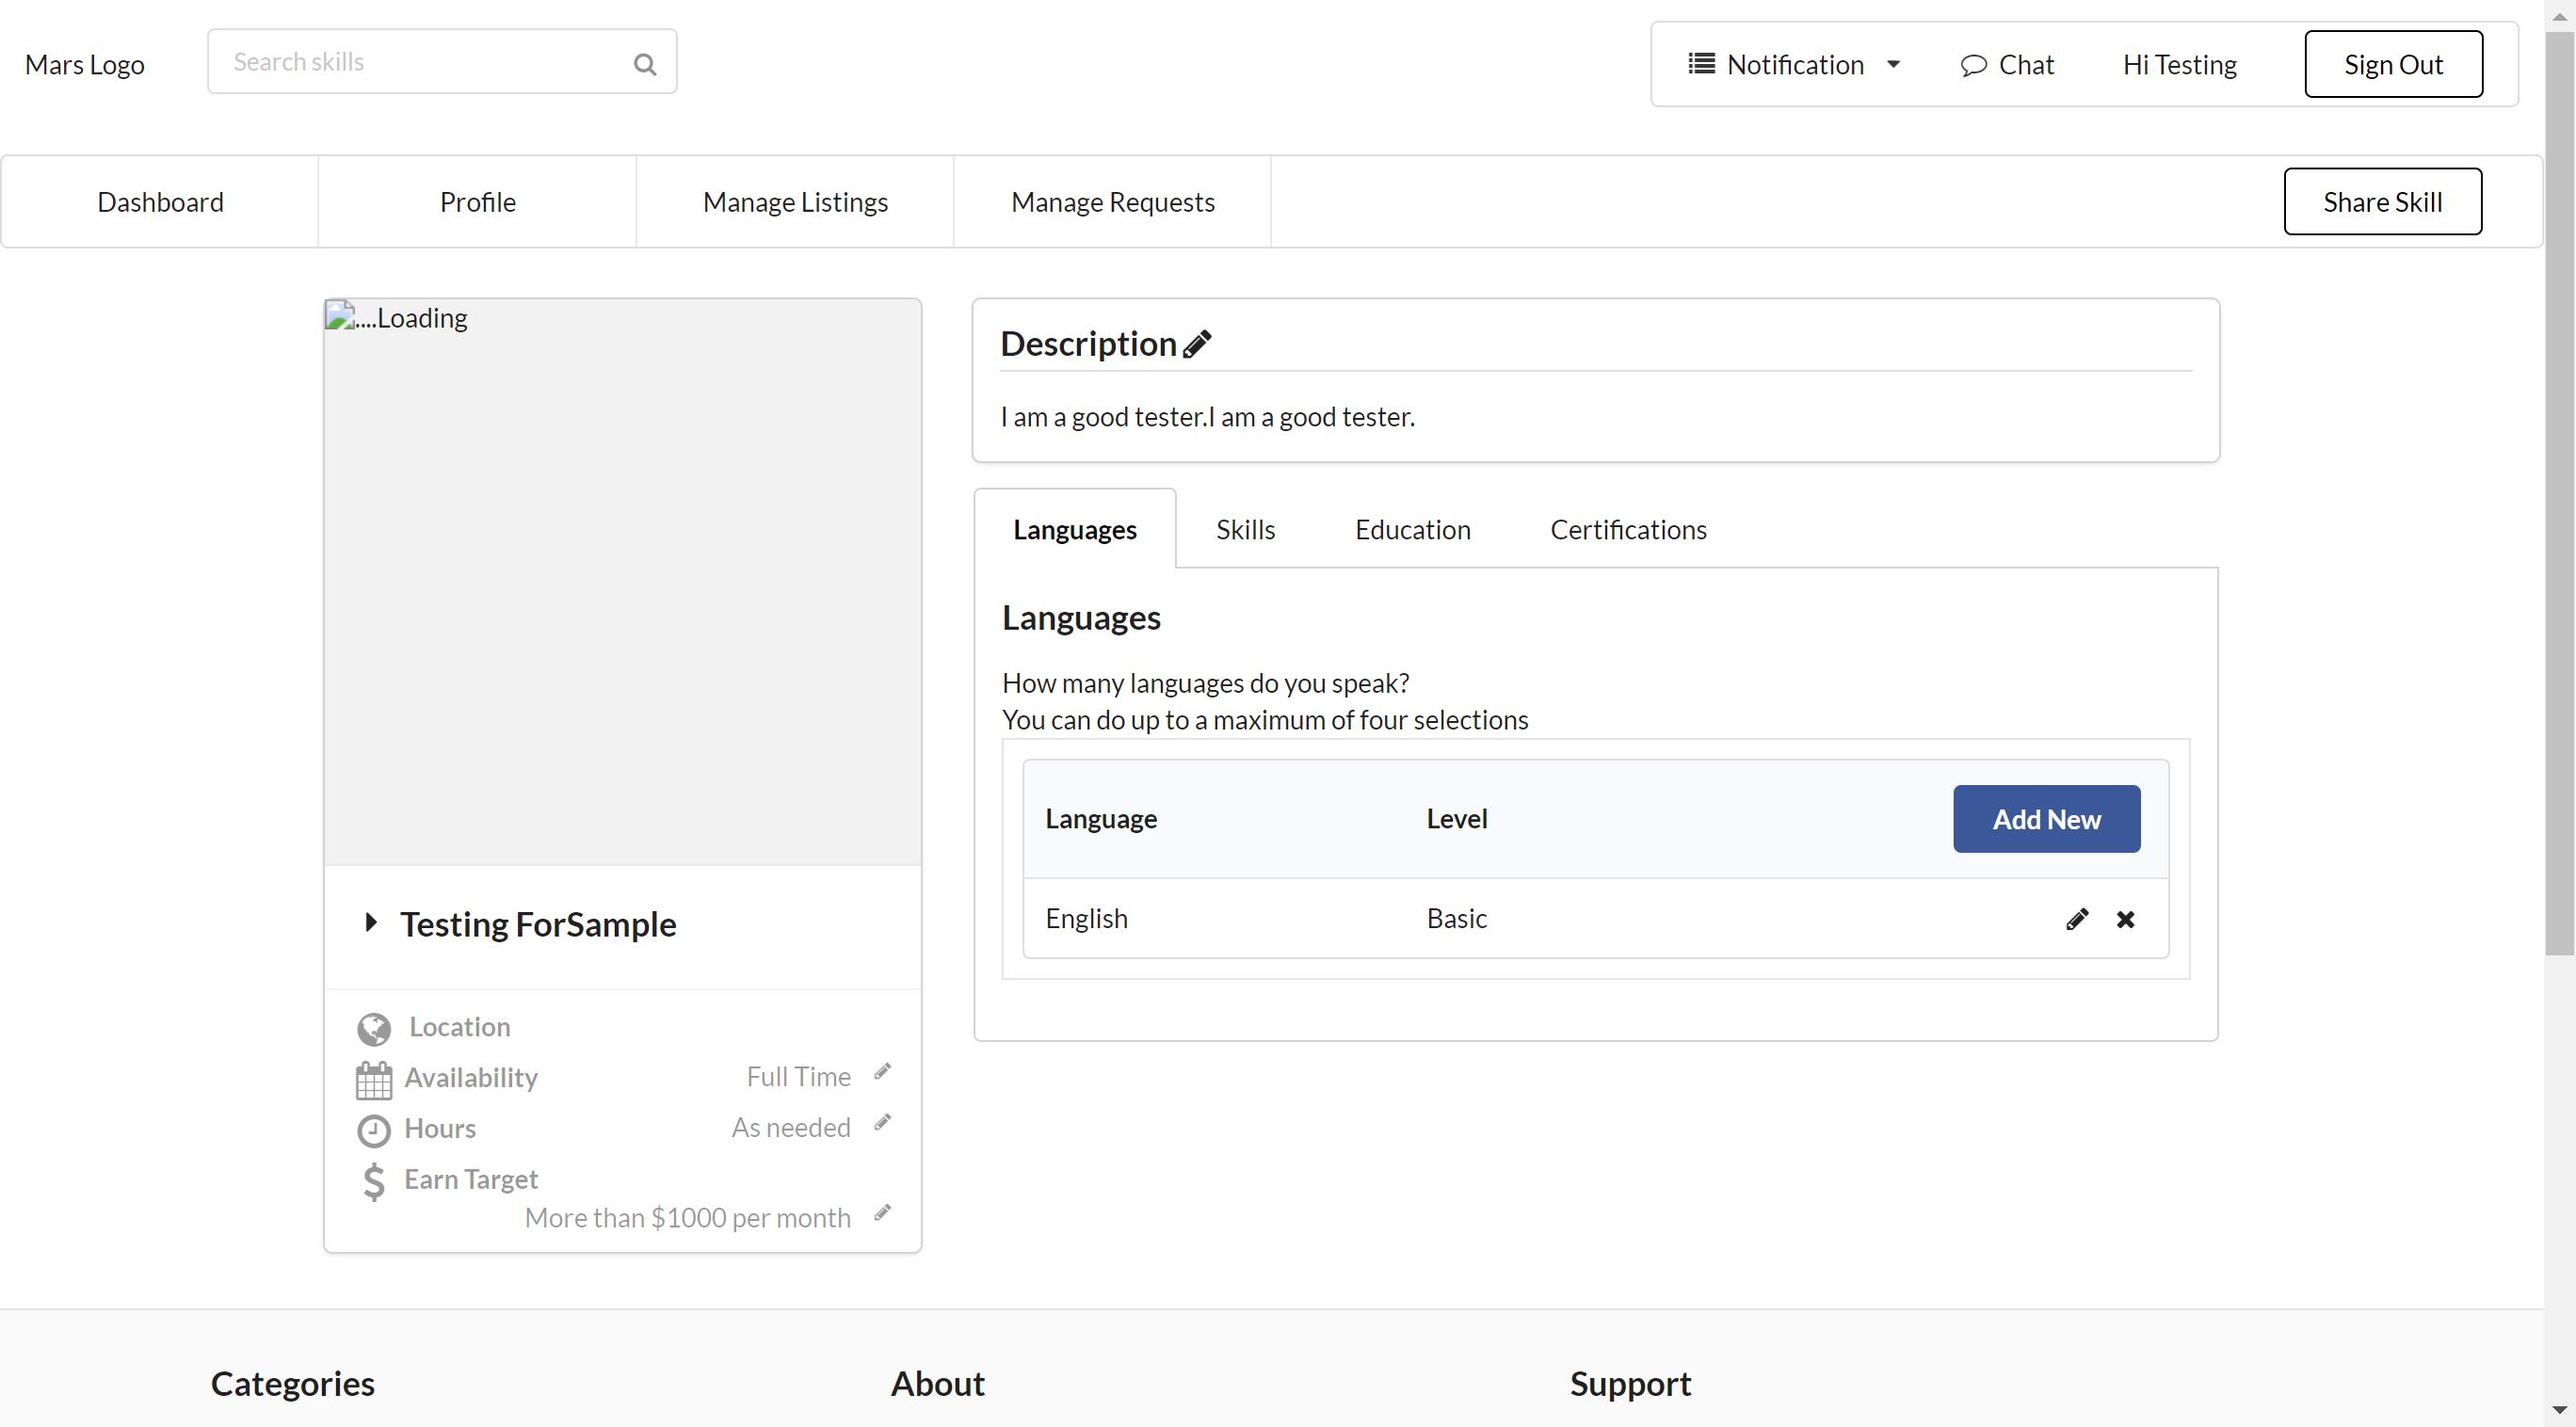 Mars Logo
Search skills
Notification
Chat
Hi Testing
Sign Out
Dashboard
Profile
Manage Listings
Manage Requests
Share Skill
....Loading
Testing ForSample
Location
Availability
Full Time
Hours
As needed
Earn Target
More than $1000 per month
Description
I am a good tester.I am a good tester.
Languages
Skills
Education
Certifications
Languages
How many languages do you speak?
You can do up to a maximum of four selections
Language
Level
Add New
English
Basic
Categories
About
Support